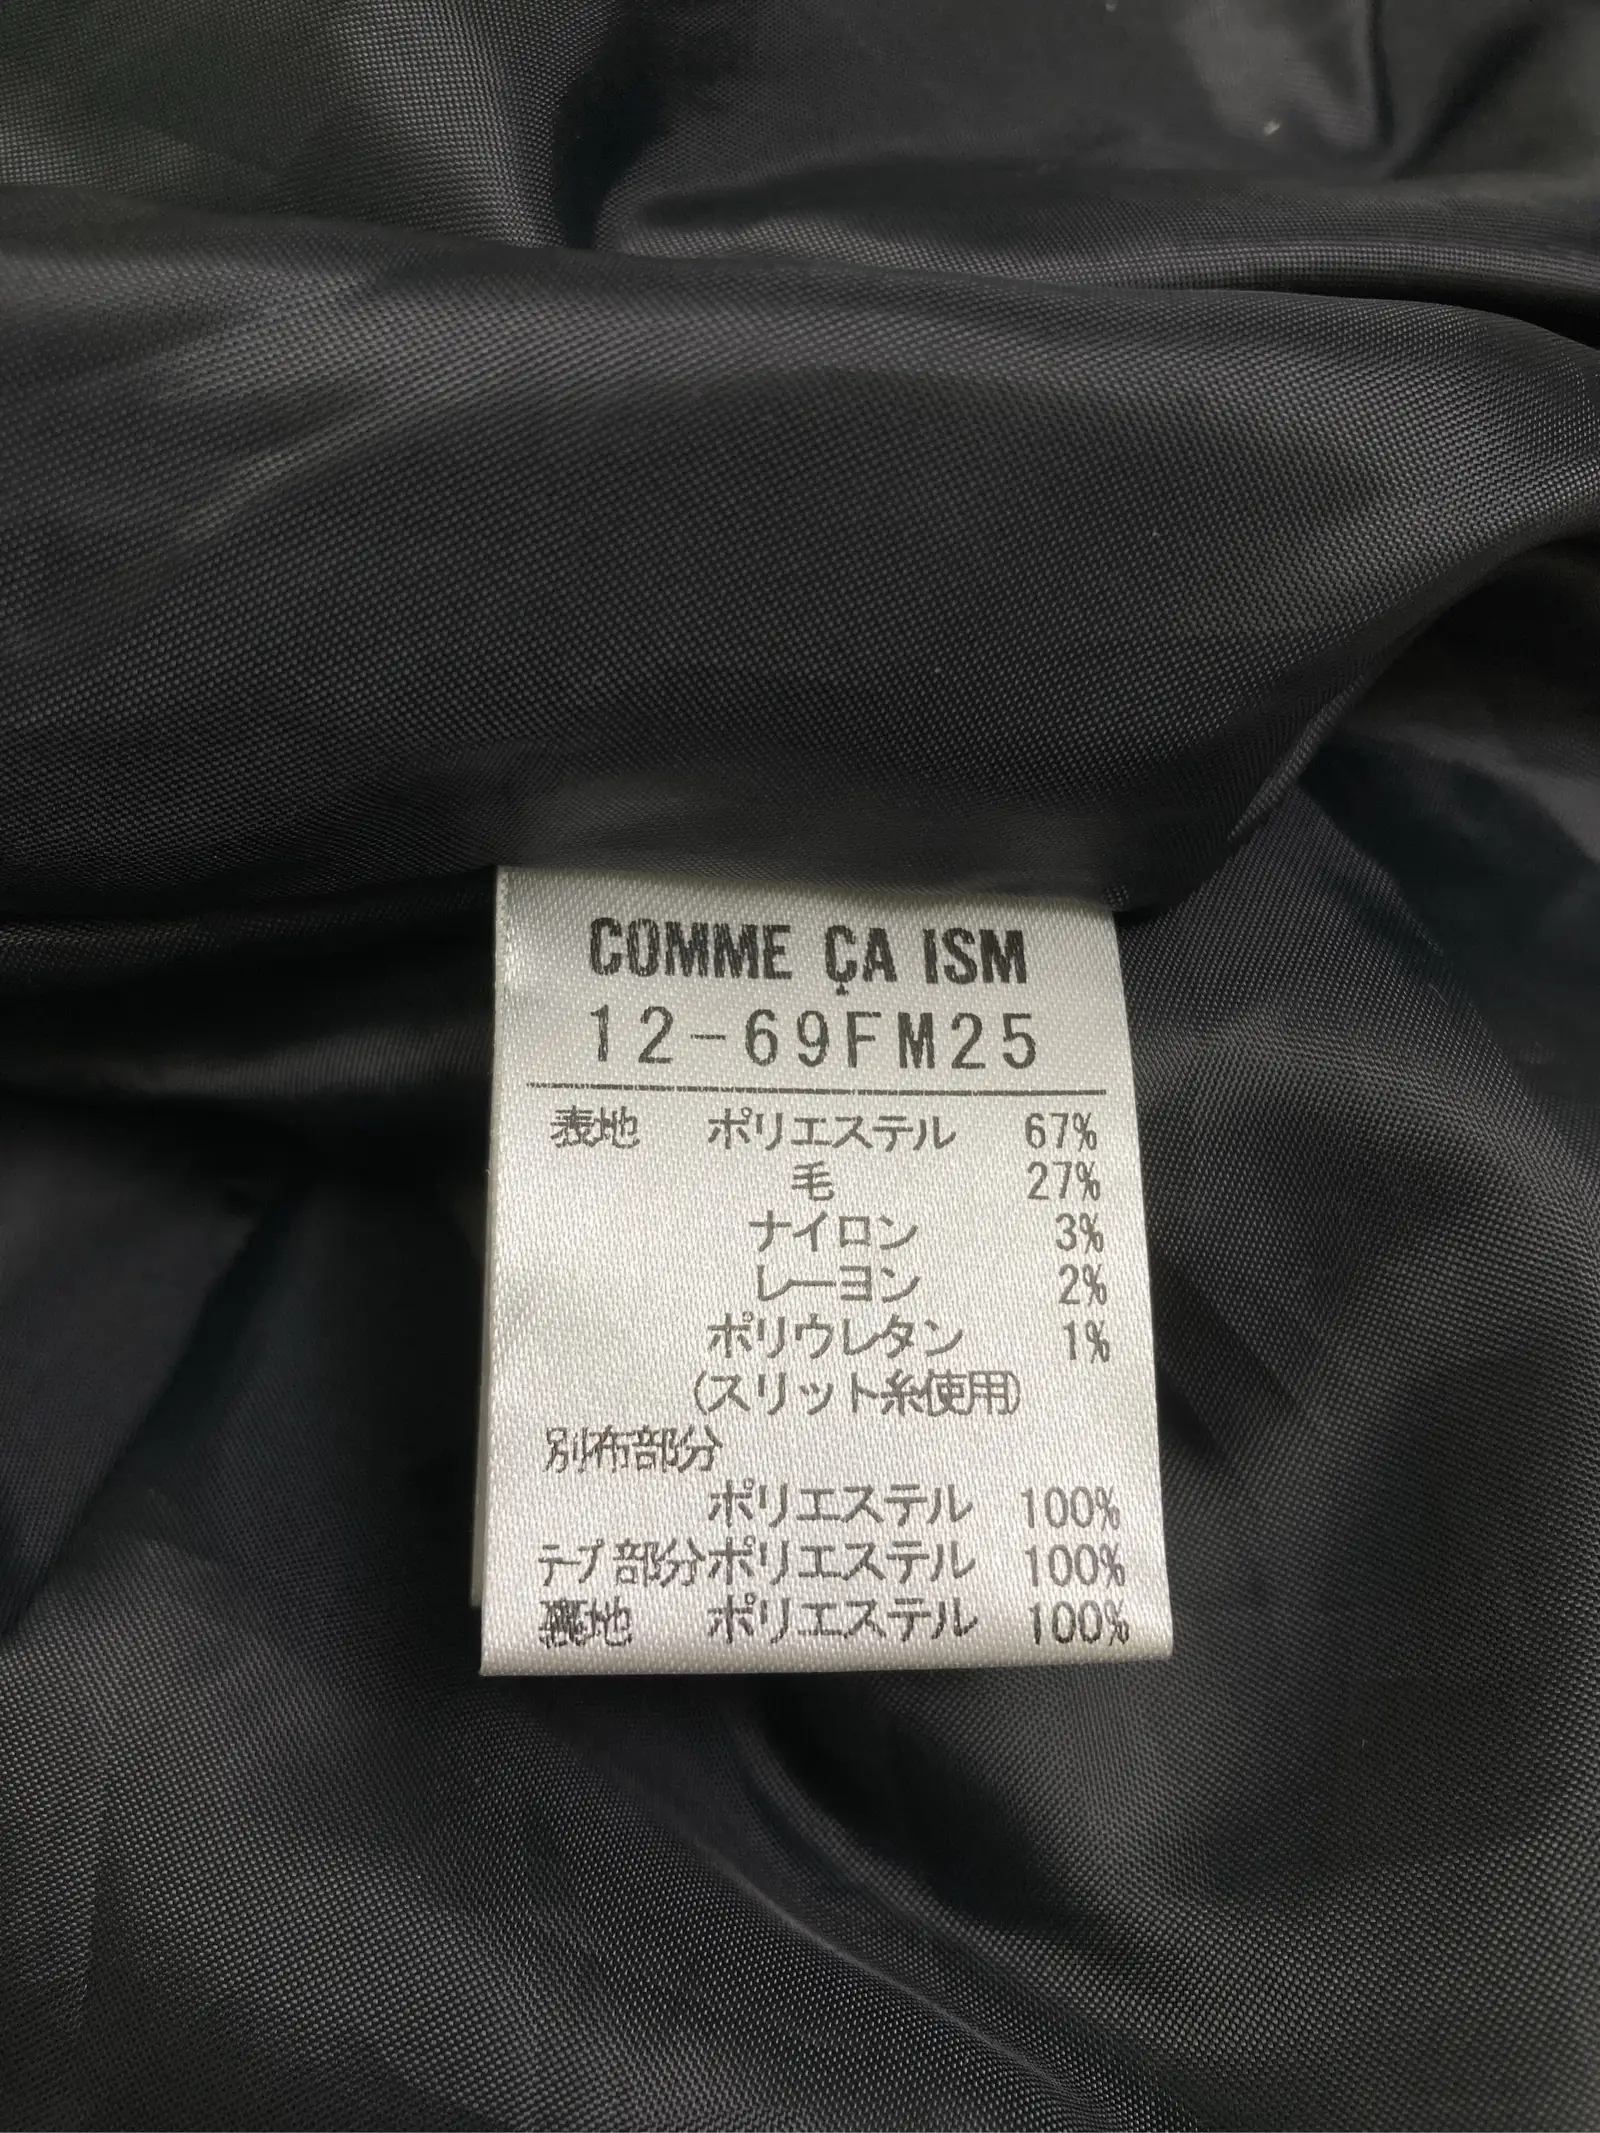 COMME ÇA ISM
12-69FM25
表地 ポリエステル 67%
毛 27%
ナイロン 3%
レーヨン 2%
ポリウレタン 1%
(スリット糸使用)
別布部分
ポリエステル 100%
テープ部分ポリエステル 100%
裏地 ポリエステル 100%